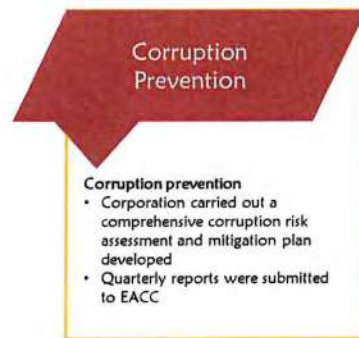 Corruption
Prevention
Corruption prevention
• Corporation carried out a
comprehensive corruption risk
assessment and mitigation plan
developed
• Quarterly reports were submitted
to EACC